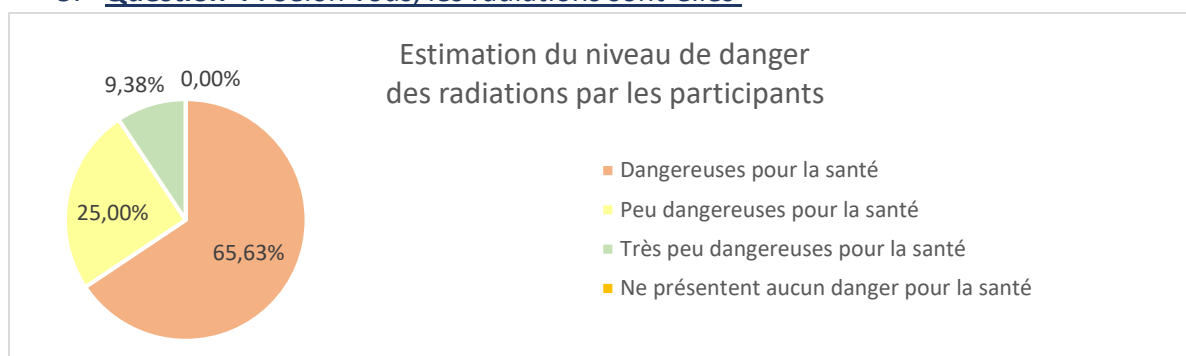 Estimation du niveau de danger
des radiations par les participants
9,38%
0,00%
25,00%
65,63%
Dangereuses pour la santé
Peu dangereuses pour la santé
Très peu dangereuses pour la santé
Ne présentent aucun danger pour la santé